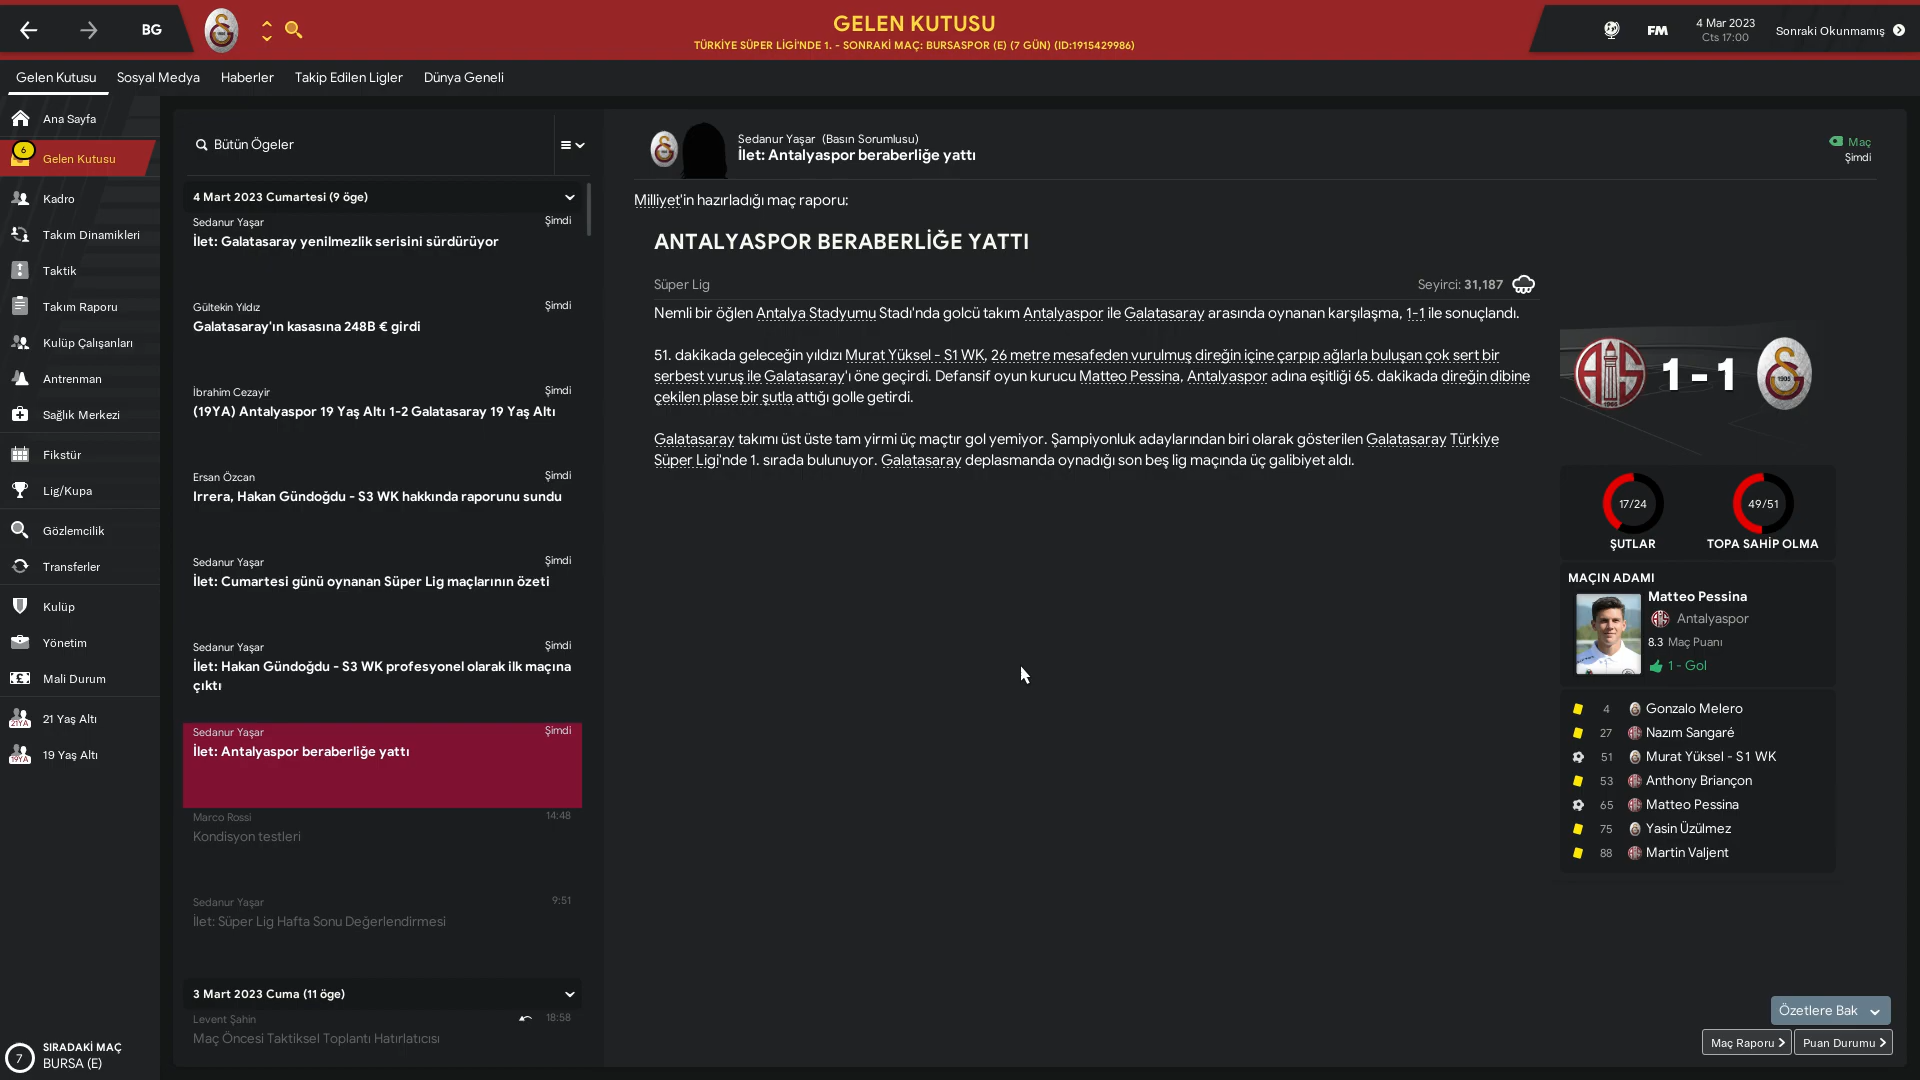 BG
GELEN KUTUSU
TÜRKİYE SÜPER LİGİ'NDE 1. - SONRAKİ MAÇ: BURSASPOR (E) (7 GÜN) (ID:1915429986)
FM
4 Mar 2023
Cts 17:00
Sonraki Okunmamış
Gelen Kutusu
Sosyal Medya
Haberler
Takip Edilen Ligler
Dünya Geneli
Ana Sayfa
6
Gelen Kutusu
Kadro
Takım Dinamikleri
Taktik
Takım Raporu
Kulüp Çalışanları
Antrenman
Sağlık Merkezi
Fikstür
Lig/Kupa
Gözlemcilik
Transferler
Kulüp
Yönetim
Mali Durum
21YA
21 Yaş Altı
19YA
19 Yaş Altı
7
SIRADAKİ MAÇ
BURSA (E)
Bütün Ögeler
4 Mart 2023 Cumartesi (9 öge)
Sedanur Yaşar
Şimdi
İlet: Galatasaray yenilmezlik serisini sürdürüyor
Gültekin Yıldız
Şimdi
Galatasaray'ın kasasına 248B € girdi
İbrahim Cezayir
Şimdi
(19YA) Antalyaspor 19 Yaş Altı 1-2 Galatasaray 19 Yaş Altı
Ersan Özcan
Şimdi
Irrera, Hakan Gündoğdu - S3 WK hakkında raporunu sundu
Sedanur Yaşar
Şimdi
İlet: Cumartesi günü oynanan Süper Lig maçlarının özeti
Sedanur Yaşar
Şimdi
İlet: Hakan Gündoğdu - S3 WK profesyonel olarak ilk maçına
çıktı
Sedanur Yaşar
Şimdi
İlet: Antalyaspor beraberliğe yattı
Marco Rossi
14:48
Kondisyon testleri
Sedanur Yaşar
9:51
İlet: Süper Lig Hafta Sonu Değerlendirmesi
3 Mart 2023 Cuma (11 öge)
Levent Şahin
18:58
Maç Öncesi Taktiksel Toplantı Hatırlatıcısı
Sedanur Yaşar (Basın Sorumlusu)
İlet: Antalyaspor beraberliğe yattı
Maç
Şimdi
Milliyet'in hazırladığı maç raporu:
ANTALYASPOR BERABERLİĞE YATTI
Süper Lig
Seyirci: 31,187
Nemli bir öğlen Antalya Stadyumu Stadı'nda golcü takım Antalyaspor ile Galatasaray arasında oynanan karşılaşma, 1-1 ile sonuçlandı.
51. dakikada geleceğin yıldızı Murat Yüksel - S1 WK, 26 metre mesafeden vurulmuş direğin içine çarpıp ağlarla buluşan çok sert bir
serbest vuruş ile Galatasaray'ı öne geçirdi. Defansif oyun kurucu Matteo Pessina, Antalyaspor adına eşitliği 65. dakikada direğin dibine
çekilen plase bir şutla attığı golle getirdi.
Galatasaray takımı üst üste tam yirmi üç maçtır gol yemiyor. Şampiyonluk adaylarından biri olarak gösterilen Galatasaray Türkiye
Süper Ligi'nde 1. sırada bulunuyor. Galatasaray deplasmanda oynadığı son beş lig maçında üç galibiyet aldı.
1 - 1
17/24
ŞUTLAR
49/51
TOPA SAHİP OLMA
MAÇIN ADAMI
Matteo Pessina
Antalyaspor
8.3 Maç Puanı
1 - Gol
4 Gonzalo Melero
27 Nazım Sangaré
51 Murat Yüksel - S1 WK
53 Anthony Briançon
65 Matteo Pessina
75 Yasin Üzülmez
88 Martin Valjent
Özetlere Bak
Maç Raporu
Puan Durumu